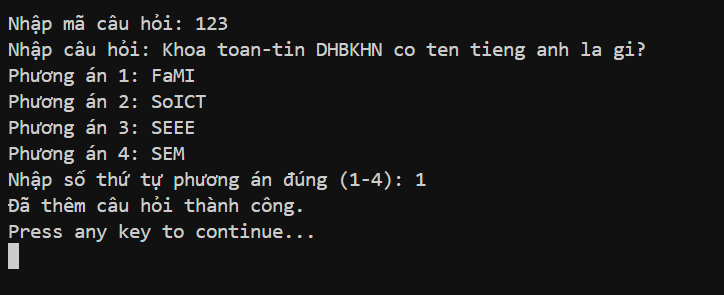 Nhập mã câu hỏi: 123
Nhập câu hỏi: Khoa toan-tin DHBKHN co ten tieng anh la gi?
Phương án 1: FaMI
Phương án 2: SoICT
Phương án 3: SEEE
Phương án 4: SEM
Nhập số thứ tự phương án đúng (1-4): 1
Đã thêm câu hỏi thành công.
Press any key to continue...